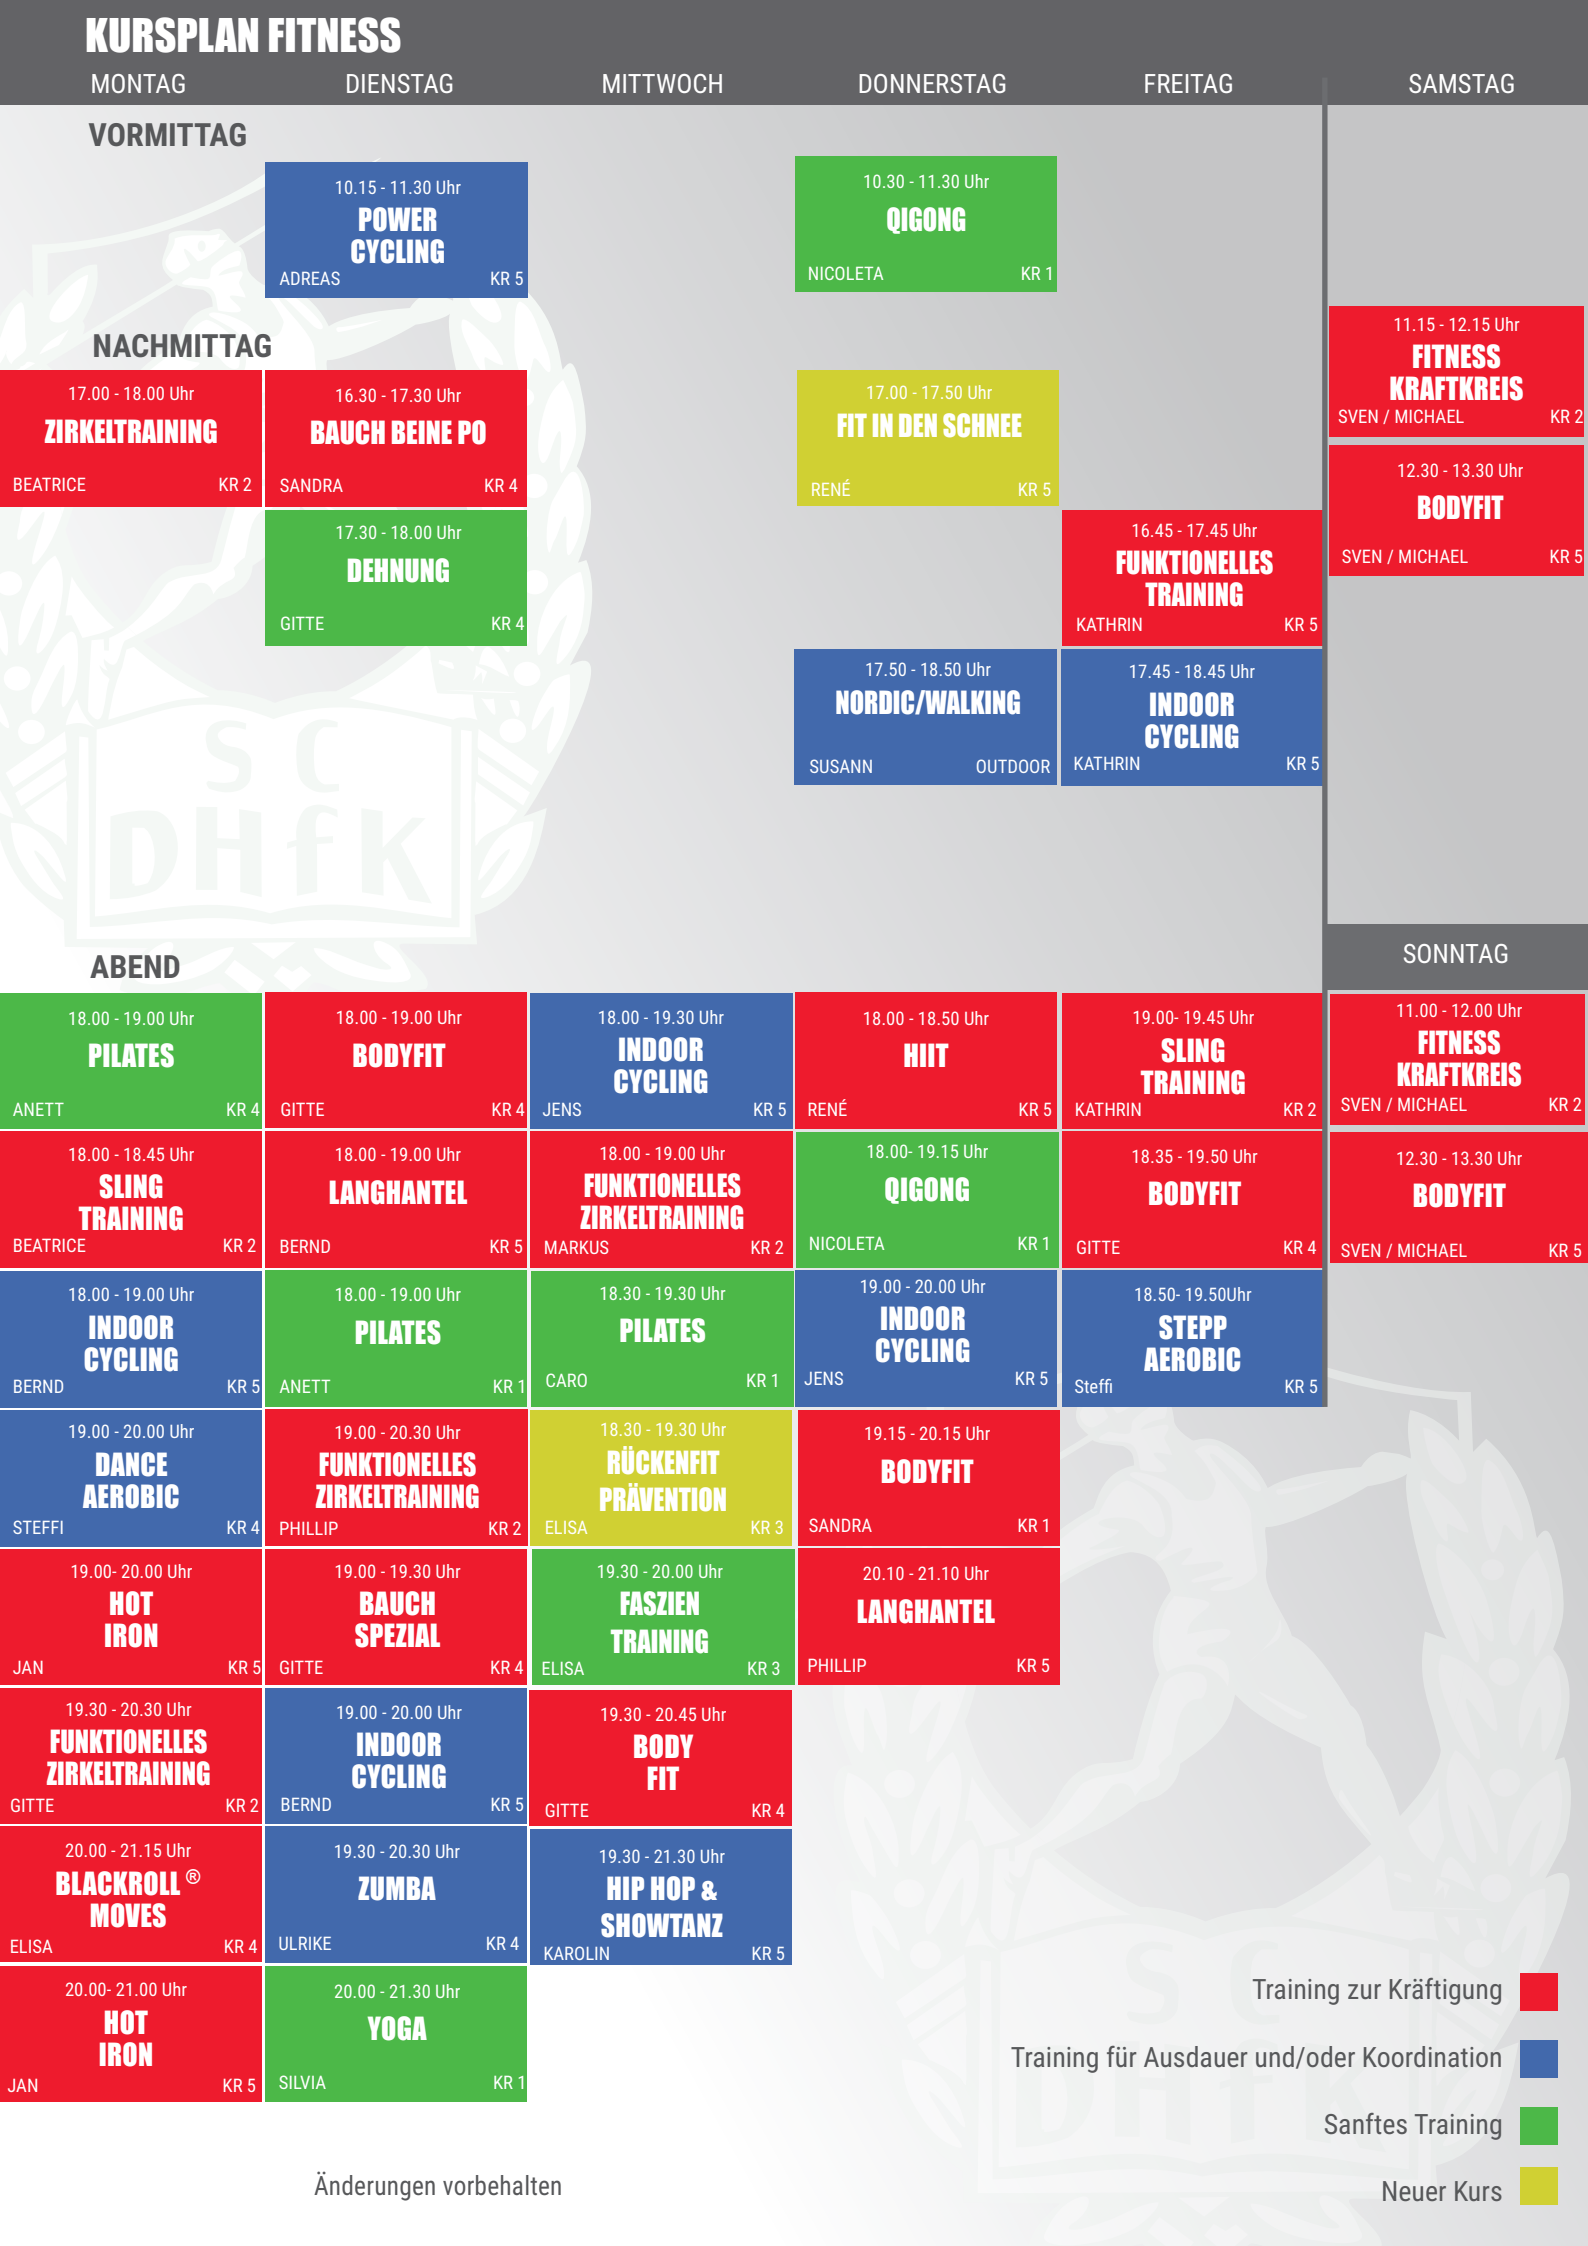 KURSPLAN FITNESS
MONTAG DIENSTAG MITTWOCH DONNERSTAG FREITAG SAMSTAG
VORMITTAG
10.15 - 11.30 Uhr
POWER
CYCLING
ADREAS KR 5
10.30 - 11.30 Uhr
QIGONG
NICOLETA KR 1
11.15 - 12.15 Uhr
FITNESS
KRAFTKREIS
SVEN / MICHAEL KR 2
12.30 - 13.30 Uhr
BODYFIT
SVEN / MICHAEL KR 5
NACHMITTAG
17.00 - 18.00 Uhr
ZIRKELTRAINING
BEATRICE KR 2
16.30 - 17.30 Uhr
BAUCH BEINE PO
SANDRA KR 4
17.30 - 18.00 Uhr
DEHNUNG
GITTE KR 4
17.00 - 17.50 Uhr
FIT IN DEN SCHNEE
RENÉ KR 5
17.50 - 18.50 Uhr
NORDIC/WALKING
SUSANN OUTDOOR
16.45 - 17.45 Uhr
FUNKTIONELLES
TRAINING
KATHRIN KR 5
17.45 - 18.45 Uhr
INDOOR
CYCLING
KATHRIN KR 5
S C
DHfK
ABEND
18.00 - 19.00 Uhr
PILATES
ANETT KR 4
18.00 - 18.45 Uhr
SLING
TRAINING
BEATRICE KR 2
18.00 - 19.00 Uhr
INDOOR
CYCLING
BERND KR 5
19.00 - 20.00 Uhr
DANCE
AEROBIC
STEFFI KR 4
19.00- 20.00 Uhr
HOT
IRON
JAN KR 5
19.30 - 20.30 Uhr
FUNKTIONELLES
ZIRKELTRAINING
GITTE KR 2
20.00 - 21.15 Uhr
BLACKROLL ®
MOVES
ELISA KR 4
20.00- 21.00 Uhr
HOT
IRON
JAN KR 5
18.00 - 19.00 Uhr
BODYFIT
GITTE KR 4
18.00 - 19.00 Uhr
LANGHANTEL
BERND KR 5
18.00 - 19.00 Uhr
PILATES
ANETT KR 1
19.00 - 20.30 Uhr
FUNKTIONELLES
ZIRKELTRAINING
PHILLIP KR 2
19.00 - 19.30 Uhr
BAUCH
SPEZIAL
GITTE KR 4
19.00 - 20.00 Uhr
INDOOR
CYCLING
BERND KR 5
19.30 - 20.30 Uhr
ZUMBA
ULRIKE KR 4
20.00 - 21.30 Uhr
YOGA
SILVIA KR 1
18.00 - 19.30 Uhr
INDOOR
CYCLING
JENS KR 5
18.00 - 19.00 Uhr
FUNKTIONELLES
ZIRKELTRAINING
MARKUS KR 2
18.30 - 19.30 Uhr
PILATES
CARO KR 1
18.30 - 19.30 Uhr
RÜCKENFIT
PRÄVENTION
ELISA KR 3
19.30 - 20.00 Uhr
FASZIEN
TRAINING
ELISA KR 3
19.30 - 20.45 Uhr
BODY
FIT
GITTE KR 4
19.30 - 21.30 Uhr
HIP HOP &
SHOWTANZ
KAROLIN KR 5
18.00 - 18.50 Uhr
HIIT
RENÉ KR 5
18.00- 19.15 Uhr
QIGONG
NICOLETA KR 1
19.00 - 20.00 Uhr
INDOOR
CYCLING
JENS KR 5
19.15 - 20.15 Uhr
BODYFIT
SANDRA KR 1
20.10 - 21.10 Uhr
LANGHANTEL
PHILLIP KR 5
19.00- 19.45 Uhr
SLING
TRAINING
KATHRIN KR 2
18.35 - 19.50 Uhr
BODYFIT
GITTE KR 4
18.50- 19.50Uhr
STEPP
AEROBIC
Steffi KR 5
SONNTAG
11.00 - 12.00 Uhr
FITNESS
KRAFTKREIS
SVEN / MICHAEL KR 2
12.30 - 13.30 Uhr
BODYFIT
SVEN / MICHAEL KR 5
S C
DHfK
Training zur Kräftigung
Training für Ausdauer und/oder Koordination
Sanftes Training
Neuer Kurs
Änderungen vorbehalten